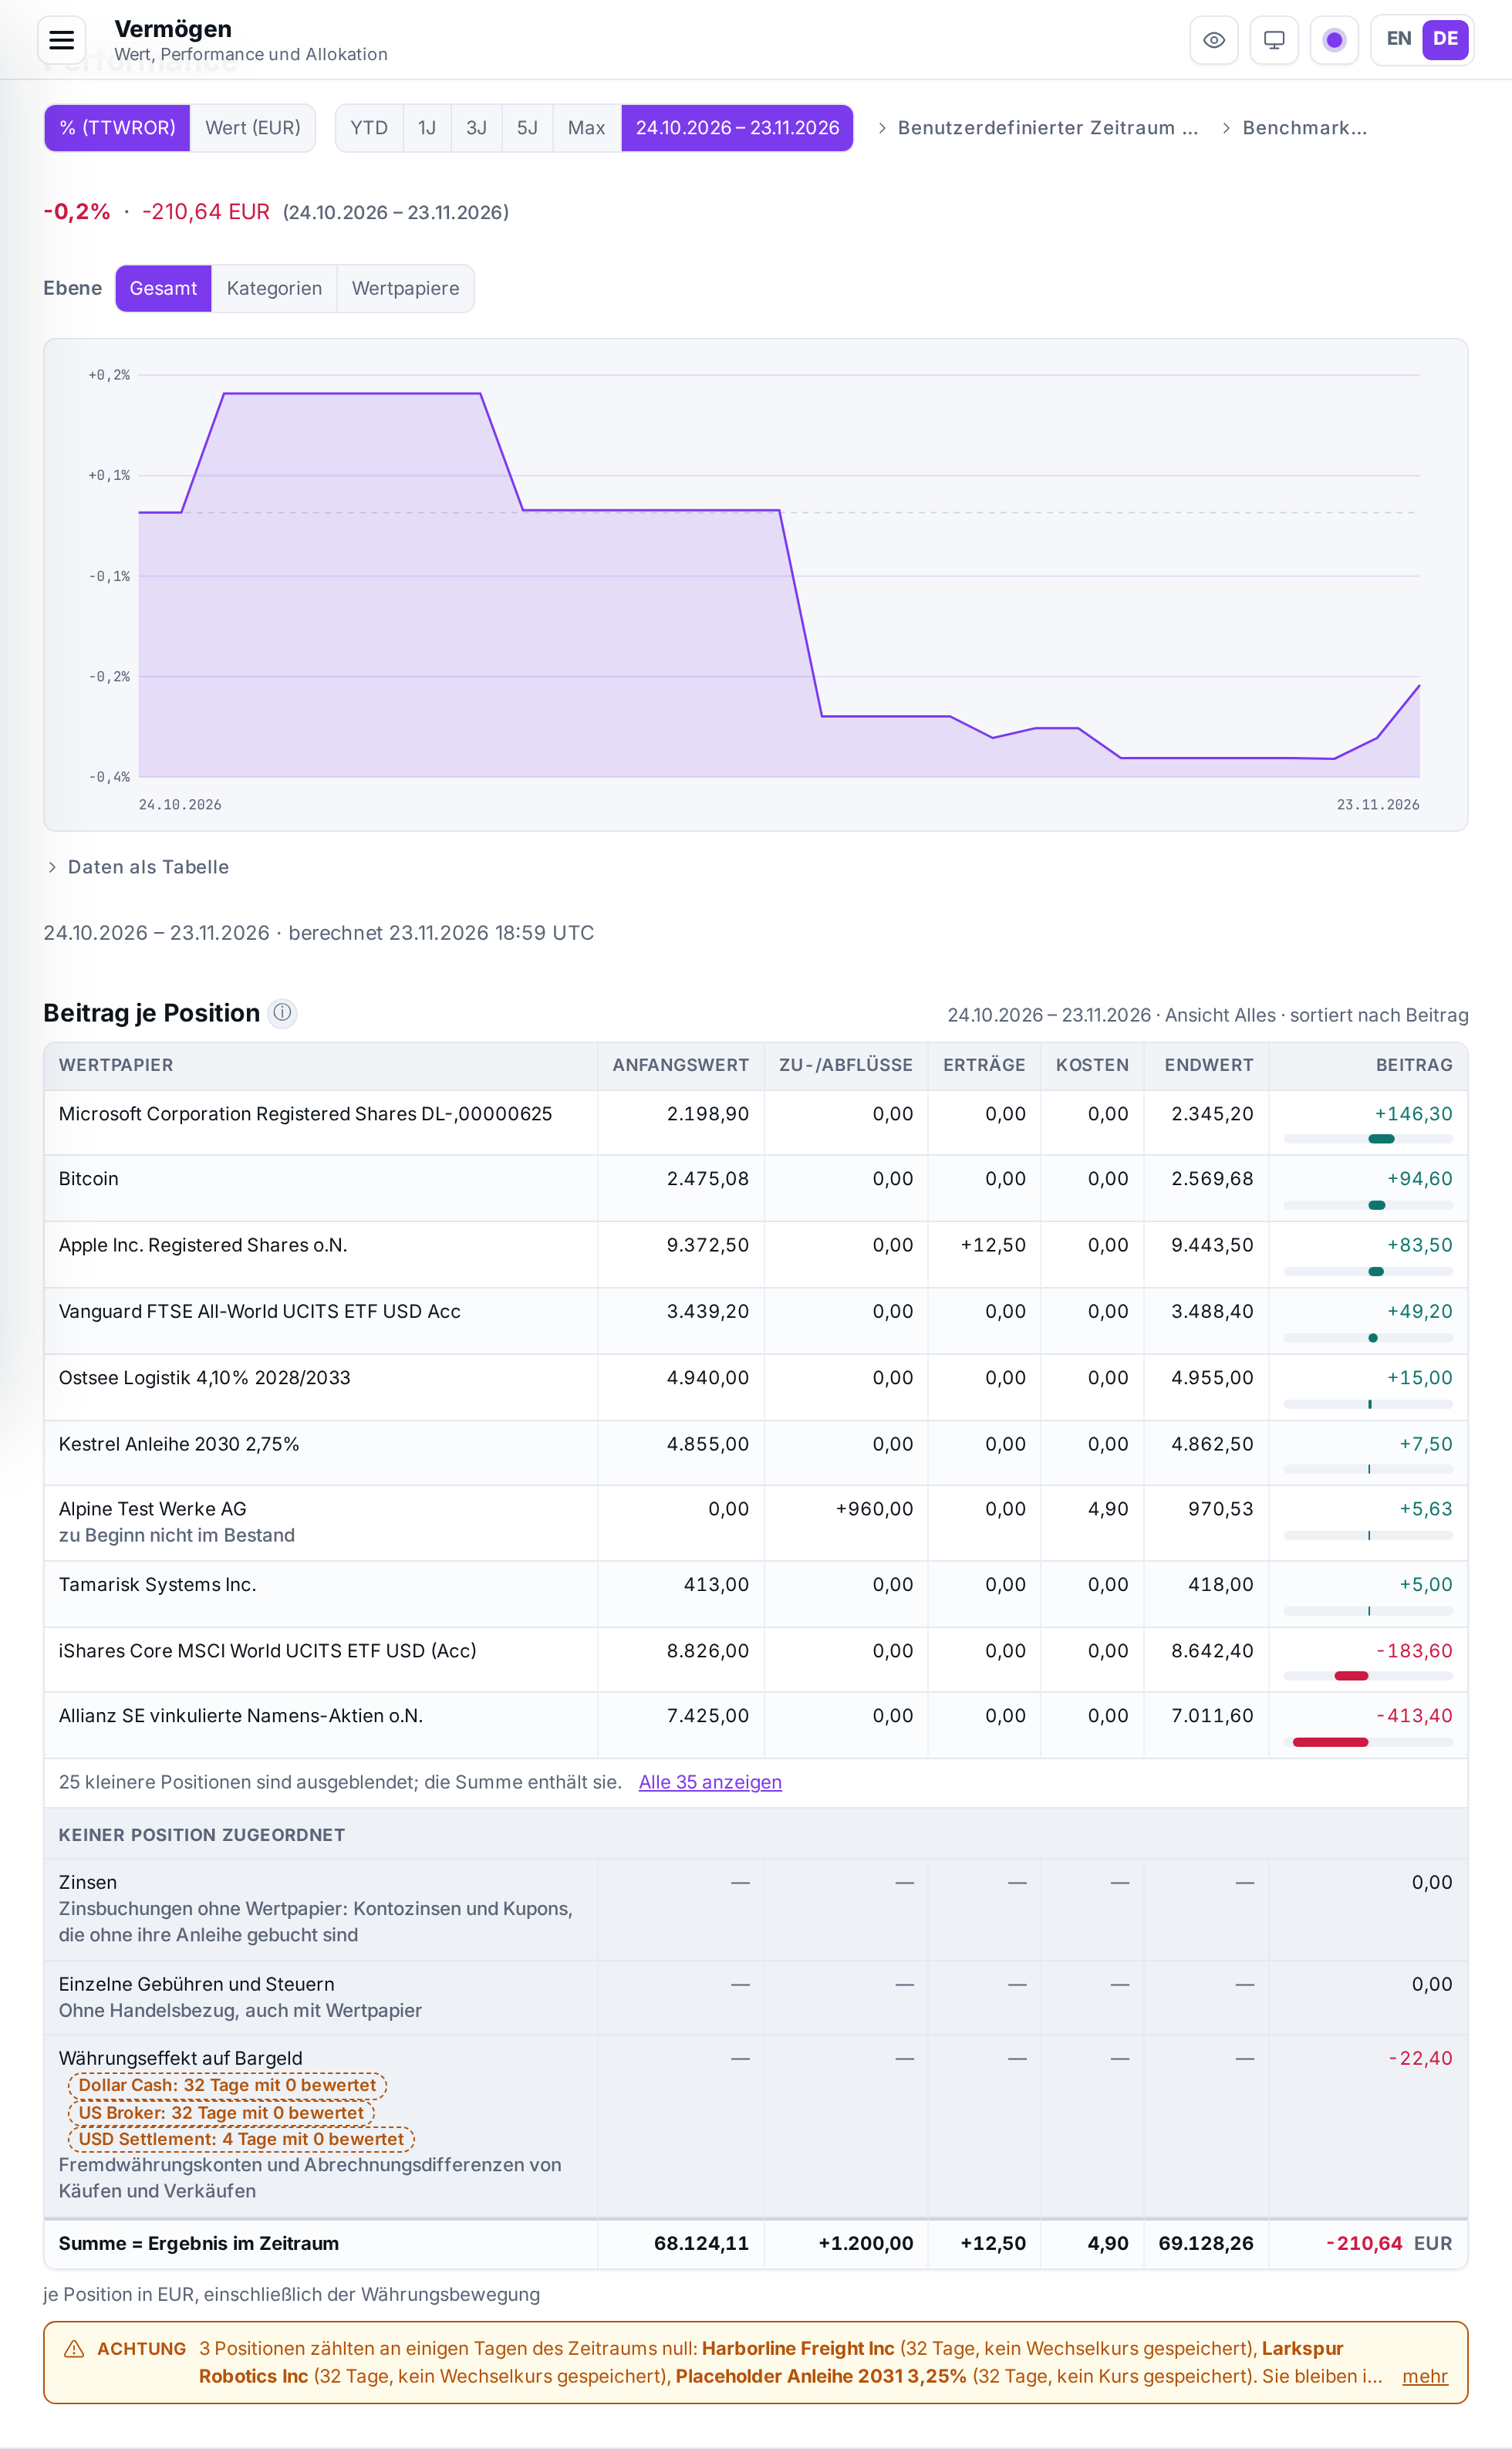 Vermögen
Wert, Performance und Allokation
EN DE
Performance
% (TTWROR) Wert (EUR) YTD 1J 3J 5J Max 24.10.2026 – 23.11.2026 Benutzerdefinierter Zeitraum ... Benchmark...
-0,2% · -210,64 EUR (24.10.2026 – 23.11.2026)
Ebene Gesamt Kategorien Wertpapiere
+0,2%
+0,1%
-0,1%
-0,2%
-0,4%
24.10.2026 23.11.2026
Daten als Tabelle
24.10.2026 – 23.11.2026 · berechnet 23.11.2026 18:59 UTC
Beitrag je Position ⓘ 24.10.2026 – 23.11.2026 · Ansicht Alles · sortiert nach Beitrag
WERTPAPIER ANFANGSWERT ZU-/ABFLÜSSE ERTRÄGE KOSTEN ENDWERT BEITRAG
Microsoft Corporation Registered Shares DL-,00000625 2.198,90 0,00 0,00 0,00 2.345,20 +146,30
Bitcoin 2.475,08 0,00 0,00 0,00 2.569,68 +94,60
Apple Inc. Registered Shares o.N. 9.372,50 0,00 +12,50 0,00 9.443,50 +83,50
Vanguard FTSE All-World UCITS ETF USD Acc 3.439,20 0,00 0,00 0,00 3.488,40 +49,20
Ostsee Logistik 4,10% 2028/2033 4.940,00 0,00 0,00 0,00 4.955,00 +15,00
Kestrel Anleihe 2030 2,75% 4.855,00 0,00 0,00 0,00 4.862,50 +7,50
Alpine Test Werke AG 0,00 +960,00 0,00 4,90 970,53 +5,63
zu Beginn nicht im Bestand
Tamarisk Systems Inc. 413,00 0,00 0,00 0,00 418,00 +5,00
iShares Core MSCI World UCITS ETF USD (Acc) 8.826,00 0,00 0,00 0,00 8.642,40 -183,60
Allianz SE vinkulierte Namens-Aktien o.N. 7.425,00 0,00 0,00 0,00 7.011,60 -413,40
25 kleinere Positionen sind ausgeblendet; die Summe enthält sie. Alle 35 anzeigen
KEINER POSITION ZUGEORDNET
Zinsen — — — — — 0,00
Zinsbuchungen ohne Wertpapier: Kontozinsen und Kupons,
die ohne ihre Anleihe gebucht sind
Einzelne Gebühren und Steuern — — — — — 0,00
Ohne Handelsbezug, auch mit Wertpapier
Währungseffekt auf Bargeld — — — — — -22,40
Dollar Cash: 32 Tage mit 0 bewertet
US Broker: 32 Tage mit 0 bewertet
USD Settlement: 4 Tage mit 0 bewertet
Fremdwährungskonten und Abrechnungsdifferenzen von
Käufen und Verkäufen
Summe = Ergebnis im Zeitraum 68.124,11 +1.200,00 +12,50 4,90 69.128,26 -210,64 EUR
je Position in EUR, einschließlich der Währungsbewegung
ACHTUNG 3 Positionen zählten an einigen Tagen des Zeitraums null: Harborline Freight Inc (32 Tage, kein Wechselkurs gespeichert), Larkspur
Robotics Inc (32 Tage, kein Wechselkurs gespeichert), Placeholder Anleihe 2031 3,25% (32 Tage, kein Kurs gespeichert). Sie bleiben i... mehr